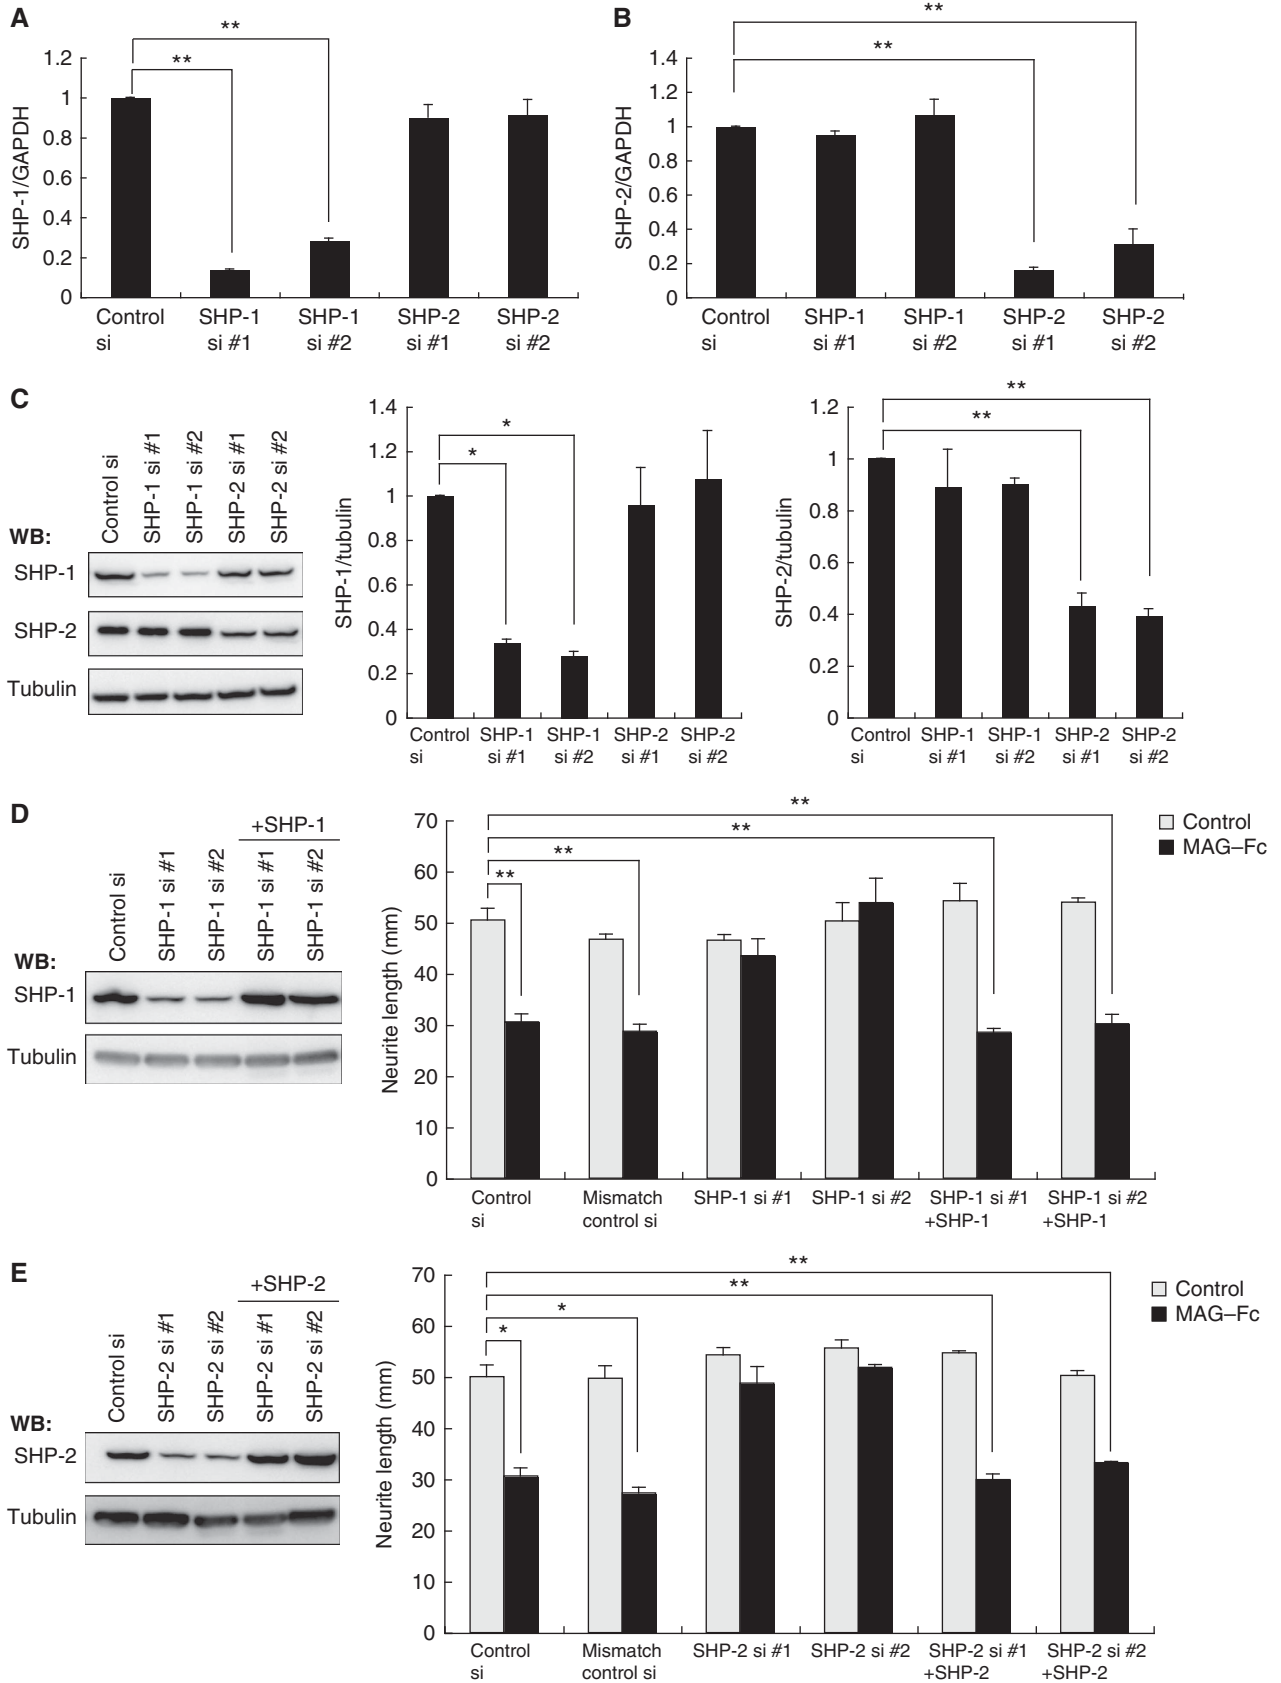 A
SHP-1/GAPDH
1.2
1
0.8
0.6
0.4
0.2
0
**
**
Control si
SHP-1 si #1
SHP-1 si #2
SHP-2 si #1
SHP-2 si #2
B
SHP-2/GAPDH
1.4
1.2
1
0.8
0.6
0.4
0.2
0
**
**
Control si
SHP-1 si #1
SHP-1 si #2
SHP-2 si #1
SHP-2 si #2
C
Control si
SHP-1 si #1
SHP-1 si #2
SHP-2 si #1
SHP-2 si #2
WB:
SHP-1
SHP-2
Tubulin
SHP-1/tubulin
1.4
1.2
1
0.8
0.6
0.4
0.2
0
*
*
Control si
SHP-1 si #1
SHP-1 si #2
SHP-2 si #1
SHP-2 si #2
SHP-2/tubulin
1.2
1
0.8
0.6
0.4
0.2
0
**
**
Control si
SHP-1 si #1
SHP-1 si #2
SHP-2 si #1
SHP-2 si #2
D
+SHP-1
Control si
SHP-1 si #1
SHP-1 si #2
SHP-1 si #1
SHP-1 si #2
WB:
SHP-1
Tubulin
Neurite length (mm)
70
60
50
40
30
20
10
0
**
**
**
**
Control
MAG–Fc
Control si
Mismatch control si
SHP-1 si #1
SHP-1 si #2
SHP-1 si #1 +SHP-1
SHP-1 si #2 +SHP-1
E
+SHP-2
Control si
SHP-2 si #1
SHP-2 si #2
SHP-2 si #1
SHP-2 si #2
WB:
SHP-2
Tubulin
Neurite length (mm)
70
60
50
40
30
20
10
0
**
**
*
*
Control
MAG–Fc
Control si
Mismatch control si
SHP-2 si #1
SHP-2 si #2
SHP-2 si #1 +SHP-2
SHP-2 si #2 +SHP-2